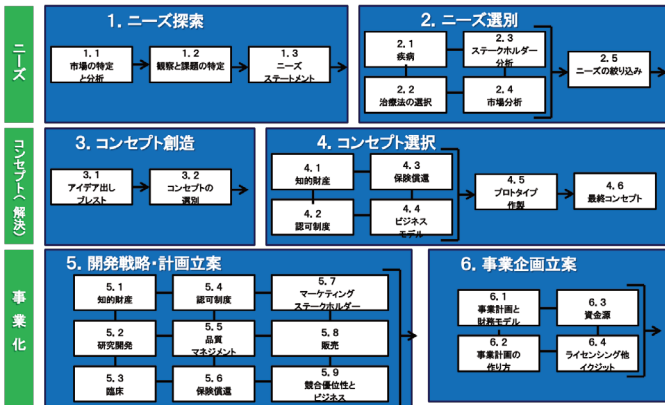 ニーズ
1. ニーズ探索
1. 1
市場の特定
と分析
1. 2
観察と課題の特定
1. 3
ニーズ
ステートメント
2. ニーズ選別
2. 1
疾病
2. 3
ステークホルダー
分析
2. 2
治療法の選択
2. 4
市場分析
2. 5
ニーズの絞り込み
コンセプト(解決)
3. コンセプト創造
3. 1
アイデア出し
ブレスト
3. 2
コンセプトの
選別
4. コンセプト選択
4. 1
知的財産
4. 3
保険償還
4. 2
認可制度
4. 4
ビジネス
モデル
4. 5
プロトタイプ
作製
4. 6
最終コンセプト
事業化
5. 開発戦略・計画立案
5. 1
知的財産
5. 4
認可制度
5. 7
マーケティング
ステークホルダー
5. 2
研究開発
5. 5
品質
マネジメント
5. 8
販売
5. 3
臨床
5. 6
保険償還
5. 9
競合優位性と
ビジネス
6. 事業企画立案
6. 1
事業計画と
財務モデル
6. 3
資金源
6. 2
事業計画の
作り方
6. 4
ライセンシング他
イクジット